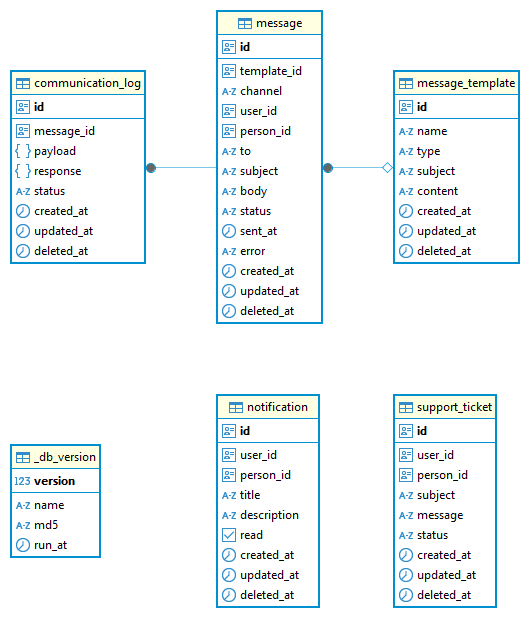 message
id
template_id
A-Z channel
user_id
person_id
A-Z to
A-Z subject
A-Z body
A-Z status
sent_at
A-Z error
created_at
updated_at
deleted_at
communication_log
id
message_id
{ } payload
{ } response
A-Z status
created_at
updated_at
deleted_at
message_template
id
A-Z name
A-Z type
A-Z subject
A-Z content
created_at
updated_at
deleted_at
_db_version
123 version
A-Z name
A-Z md5
run_at
notification
id
user_id
person_id
A-Z title
A-Z description
read
created_at
updated_at
deleted_at
support_ticket
id
user_id
person_id
A-Z subject
A-Z message
A-Z status
created_at
updated_at
deleted_at